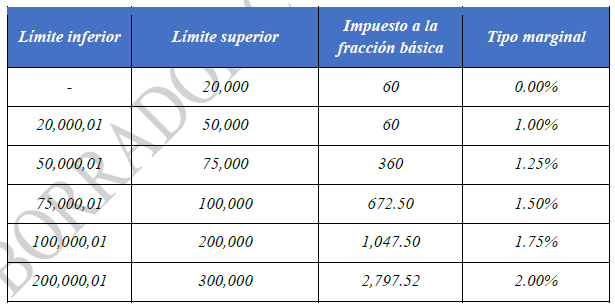 Límite inferior Límite superior Impuesto a la fracción básica Tipo marginal
- 20,000 60 0.00%
20,000,01 50,000 60 1.00%
50,000,01 75,000 360 1.25%
75,000,01 100,000 672.50 1.50%
100,000,01 200,000 1,047.50 1.75%
200,000,01 300,000 2,797.52 2.00%
BORRADOR